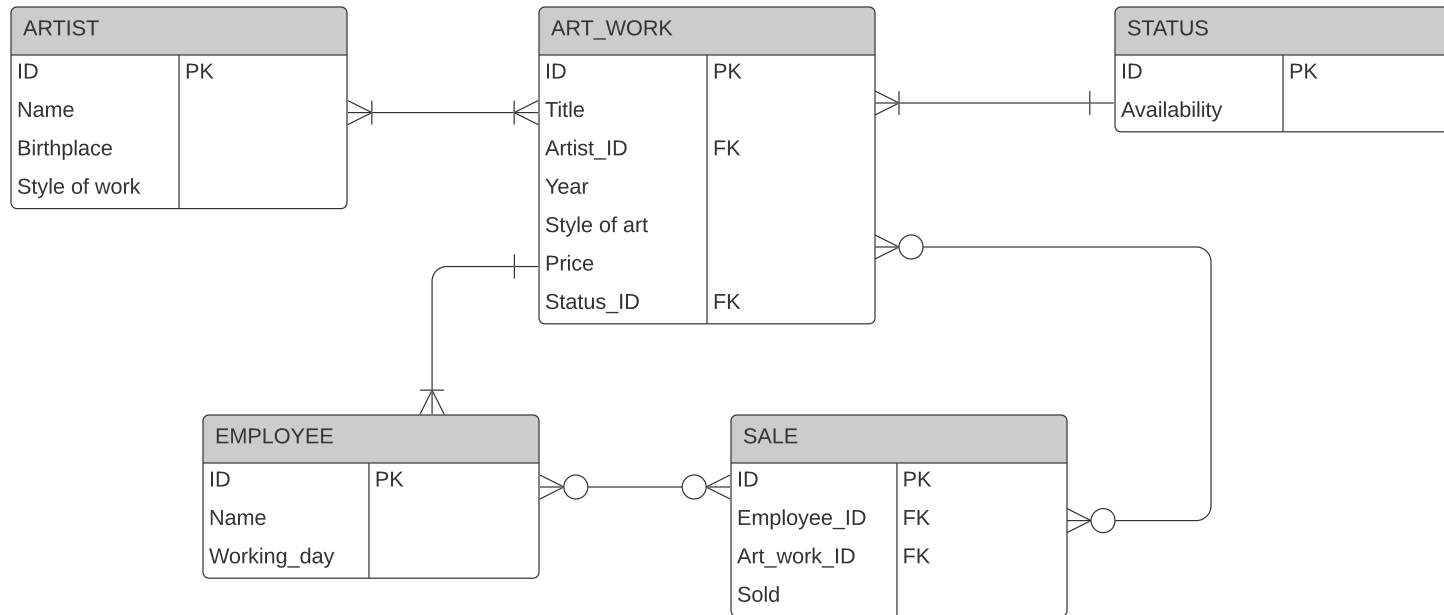 ARTIST
ID PK
Name
Birthplace
Style of work
ART_WORK
ID PK
Title
Artist_ID FK
Year
Style of art
Price
Status_ID FK
STATUS
ID PK
Availability
EMPLOYEE
ID PK
Name
Working_day
SALE
ID PK
Employee_ID FK
Art_work_ID FK
Sold